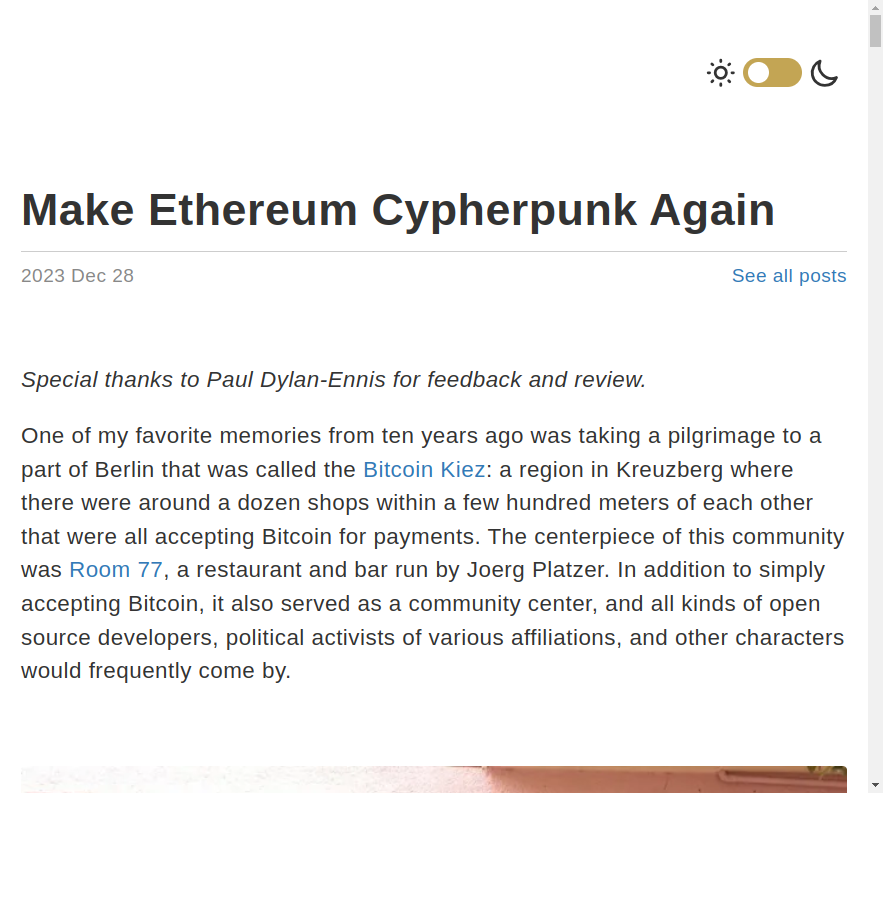 Make Ethereum Cypherpunk Again
2023 Dec 28
See all posts
Special thanks to Paul Dylan-Ennis for feedback and review.
One of my favorite memories from ten years ago was taking a pilgrimage to a
part of Berlin that was called the Bitcoin Kiez: a region in Kreuzberg where
there were around a dozen shops within a few hundred meters of each other
that were all accepting Bitcoin for payments. The centerpiece of this community
was Room 77, a restaurant and bar run by Joerg Platzer. In addition to simply
accepting Bitcoin, it also served as a community center, and all kinds of open
source developers, political activists of various affiliations, and other characters
would frequently come by.